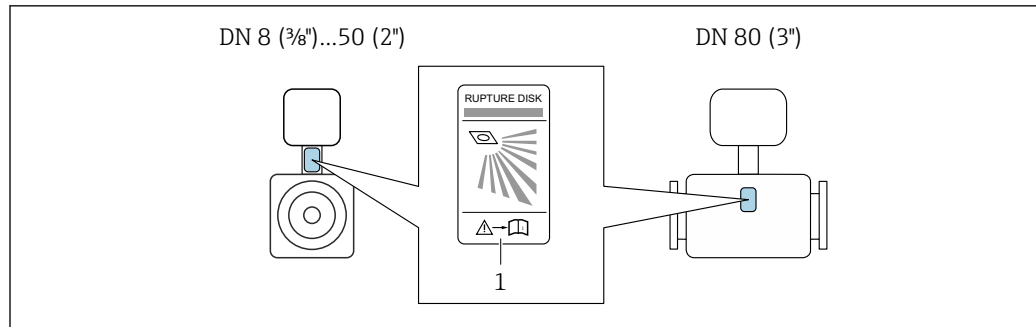 DN 8 (⅜")...50 (2")
DN 80 (3")
RUPTURE DISK
i
1